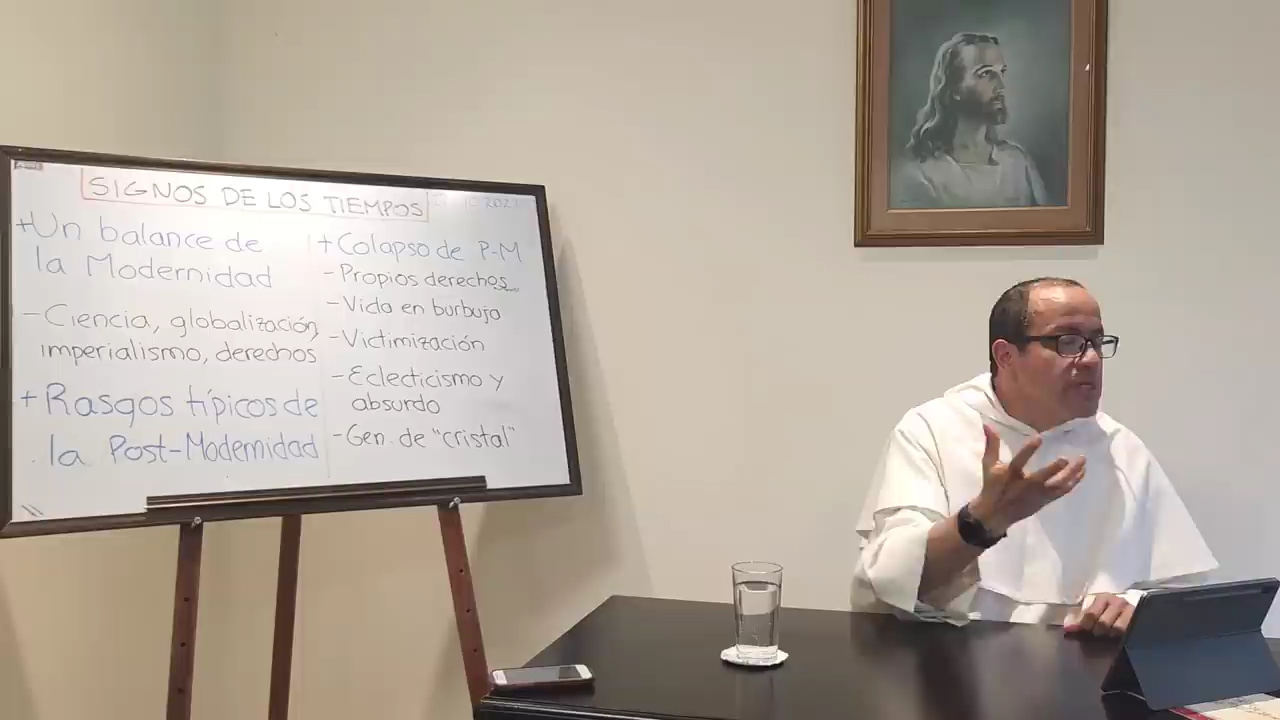 SIGNOS DE LOS TIEMPOS
+Un balance de
la Modernidad
- Ciencia, globalización,
imperialismo, derechos
+ Rasgos típicos de
la Post-Modernidad
+Colapso de P-M
- Propios derechos...
- Vida en burbuja
- Victimización
- Eclecticismo y
absurdo
- Gen. de "cristal"